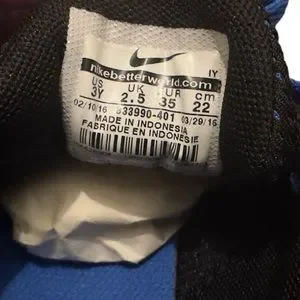 IY
nikebetterworld.com
US UK EUR cm
3Y 2.5 35 22
02/10/16 833990-401 03/29/16
MADE IN INDONESIA
FABRIQUE EN INDONESIE